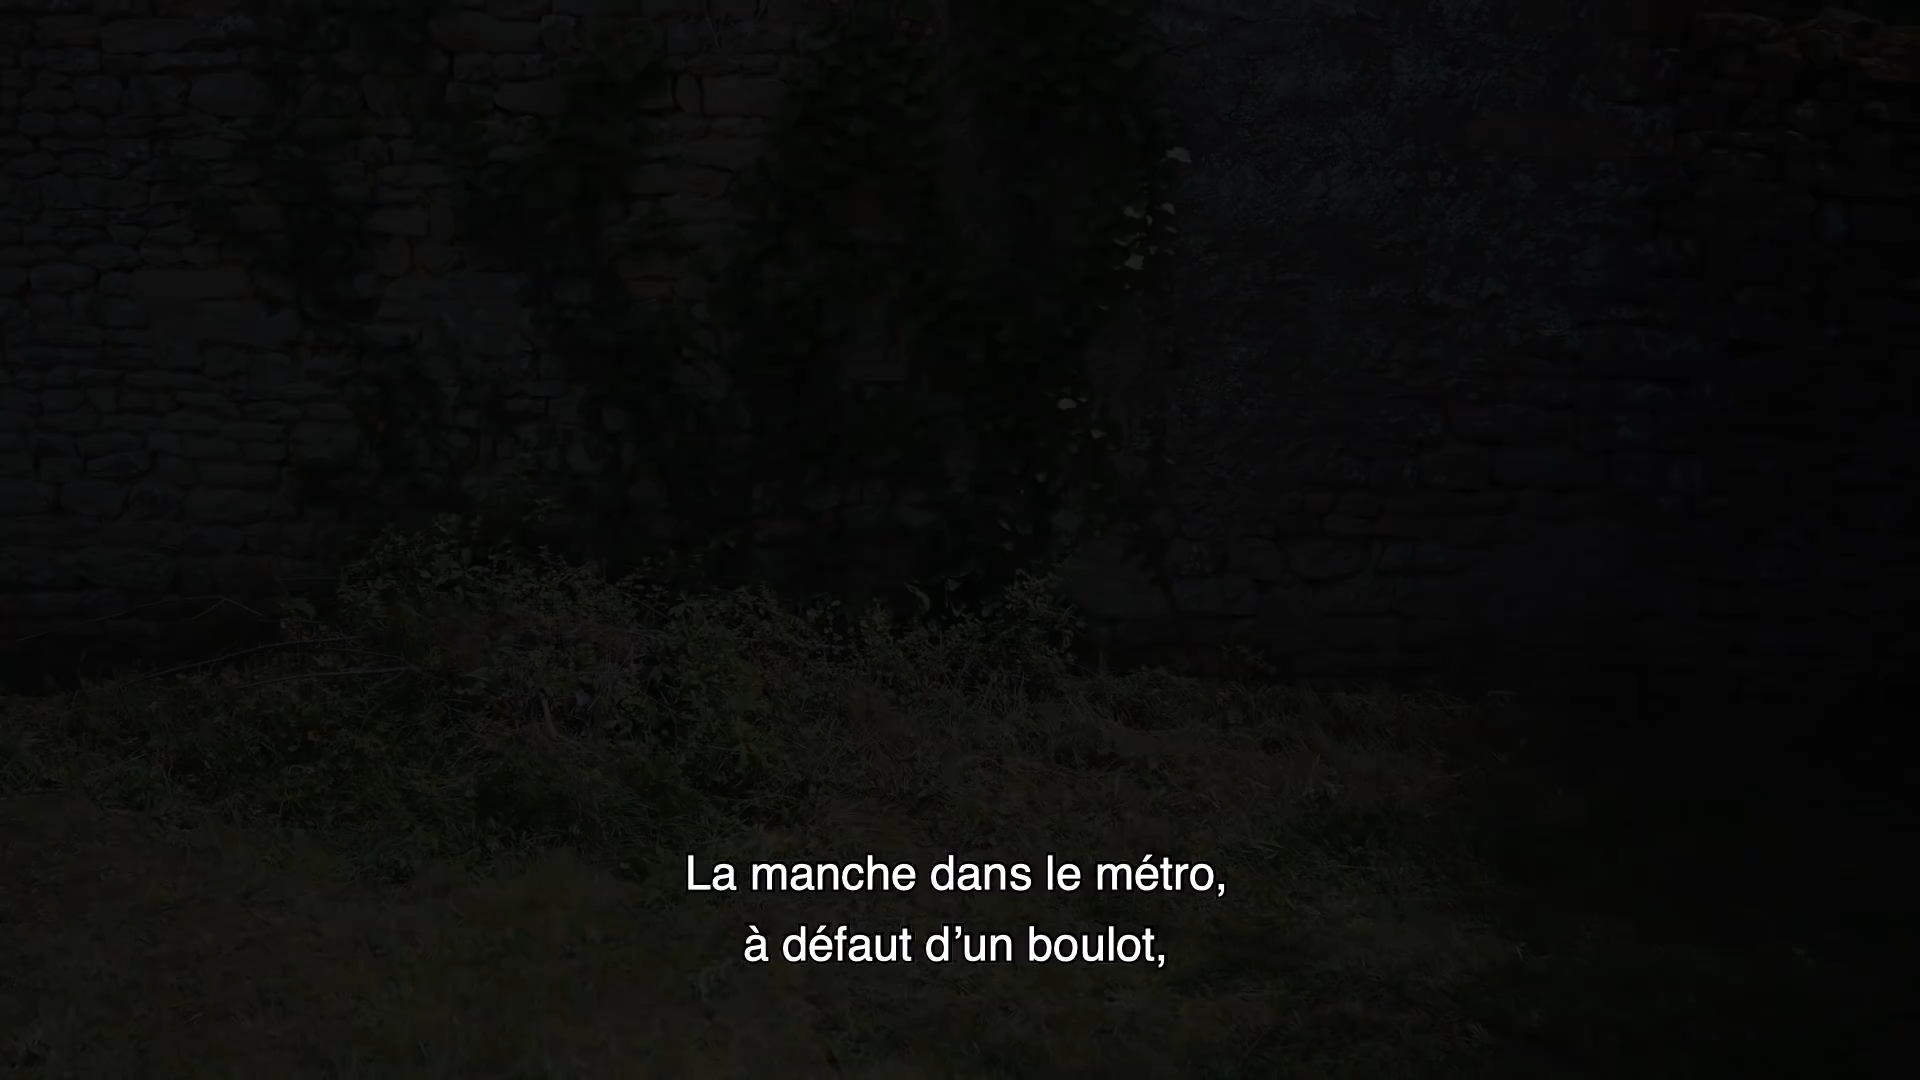 La manche dans le métro,
à défaut d’un boulot,